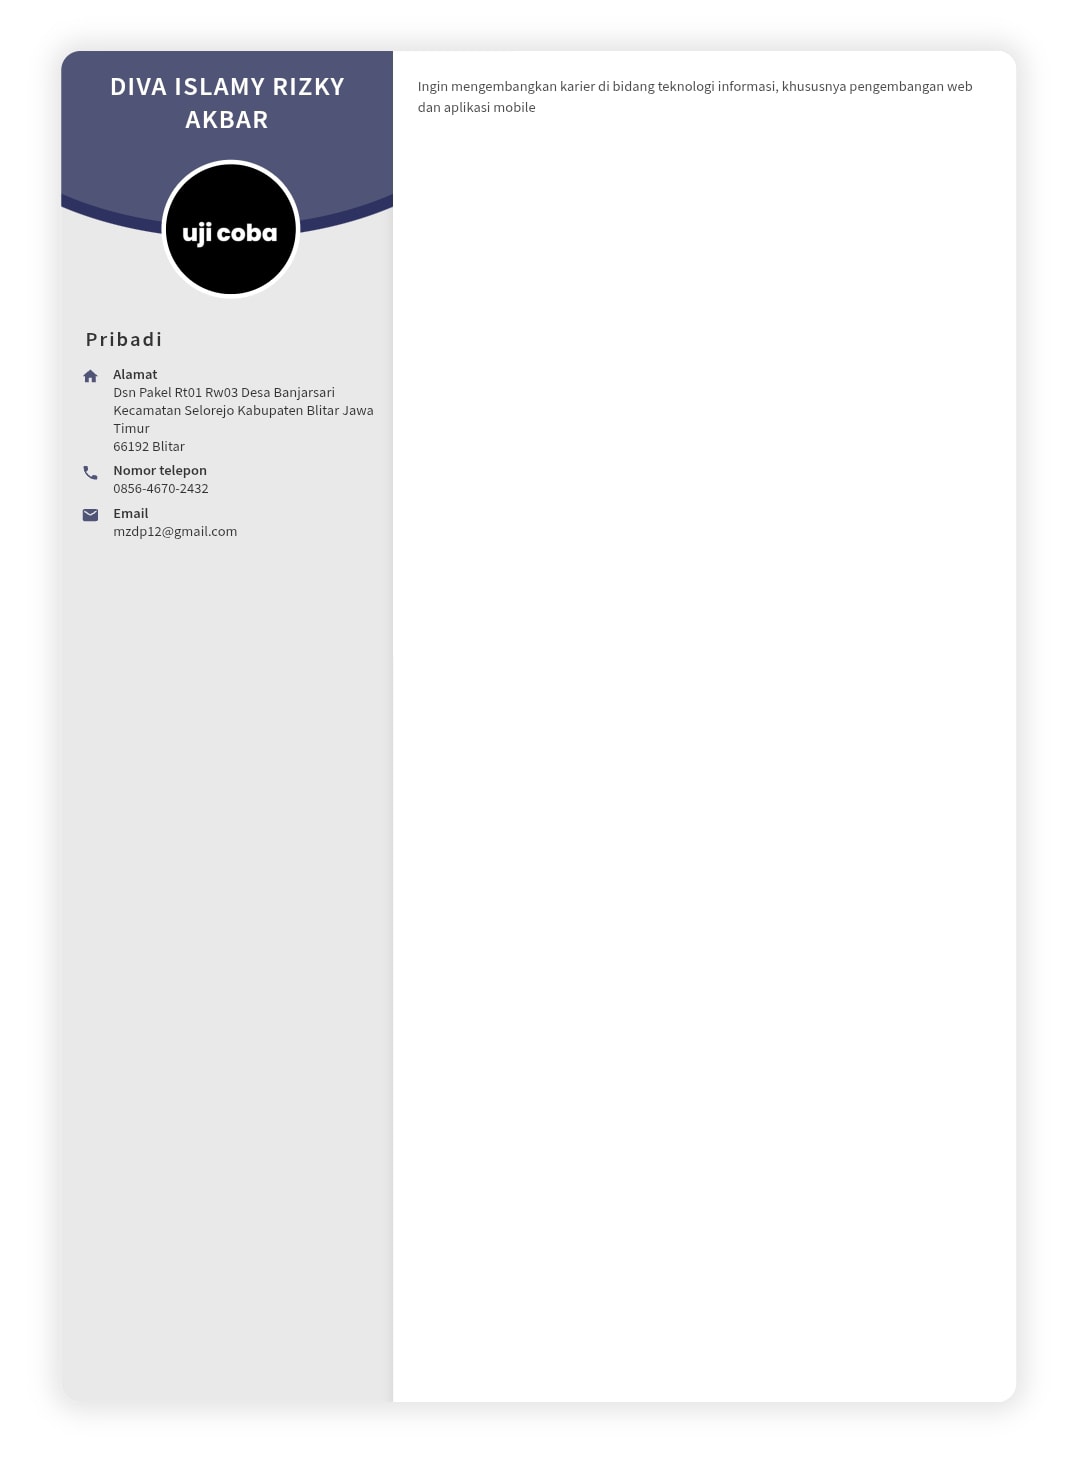 DIVA ISLAMY RIZKY
AKBAR
uji coba
Pribadi
Alamat
Dsn Pakel Rt01 Rw03 Desa Banjarsari
Kecamatan Selorejo Kabupaten Blitar Jawa
Timur
66192 Blitar
Nomor telepon
0856-4670-2432
Email
mzdp12@gmail.com
Ingin mengembangkan karier di bidang teknologi informasi, khususnya pengembangan web
dan aplikasi mobile